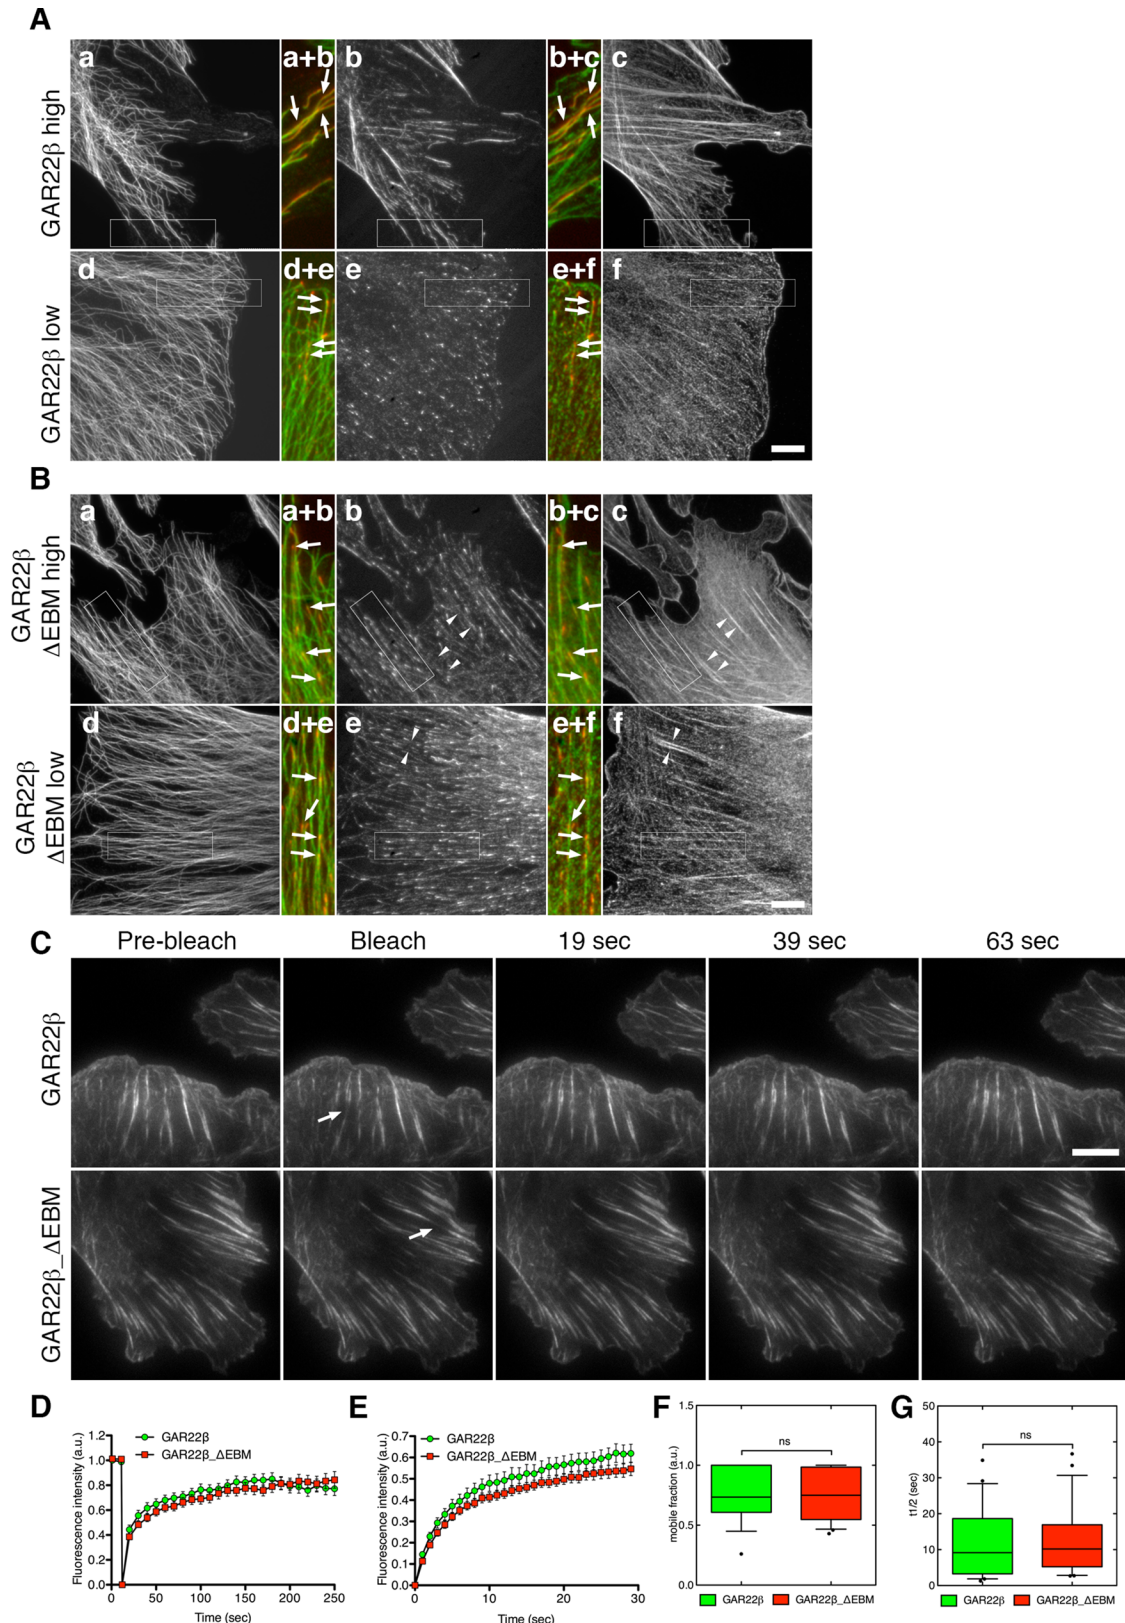 A
GAR22β high
a
a+b
b
b+c
c
GAR22β low
d
d+e
e
e+f
f
B
GAR22β
ΔEBM high
a
a+b
b
b+c
c
GAR22β
ΔEBM low
d
d+e
e
e+f
f
C
Pre-bleach
Bleach
19 sec
39 sec
63 sec
GAR22β
GAR22β_ΔEBM
D
Fluorescence intensity (a.u.)
1.2
1.0
0.8
0.6
0.4
0.2
0.0
GAR22β
GAR22β_ΔEBM
0
50
100
150
200
250
Time (sec)
E
Fluorescence intensity (a.u.)
0.7
0.6
0.5
0.4
0.3
0.2
0.1
0.0
GAR22β
GAR22β_ΔEBM
0
10
20
30
Time (sec)
F
mobile fraction (a.u.)
1.5
1.0
0.5
0.0
ns
GAR22β
GAR22β_ΔEBM
G
t1/2 (sec)
50
40
30
20
10
0
ns
GAR22β
GAR22β_ΔEBM